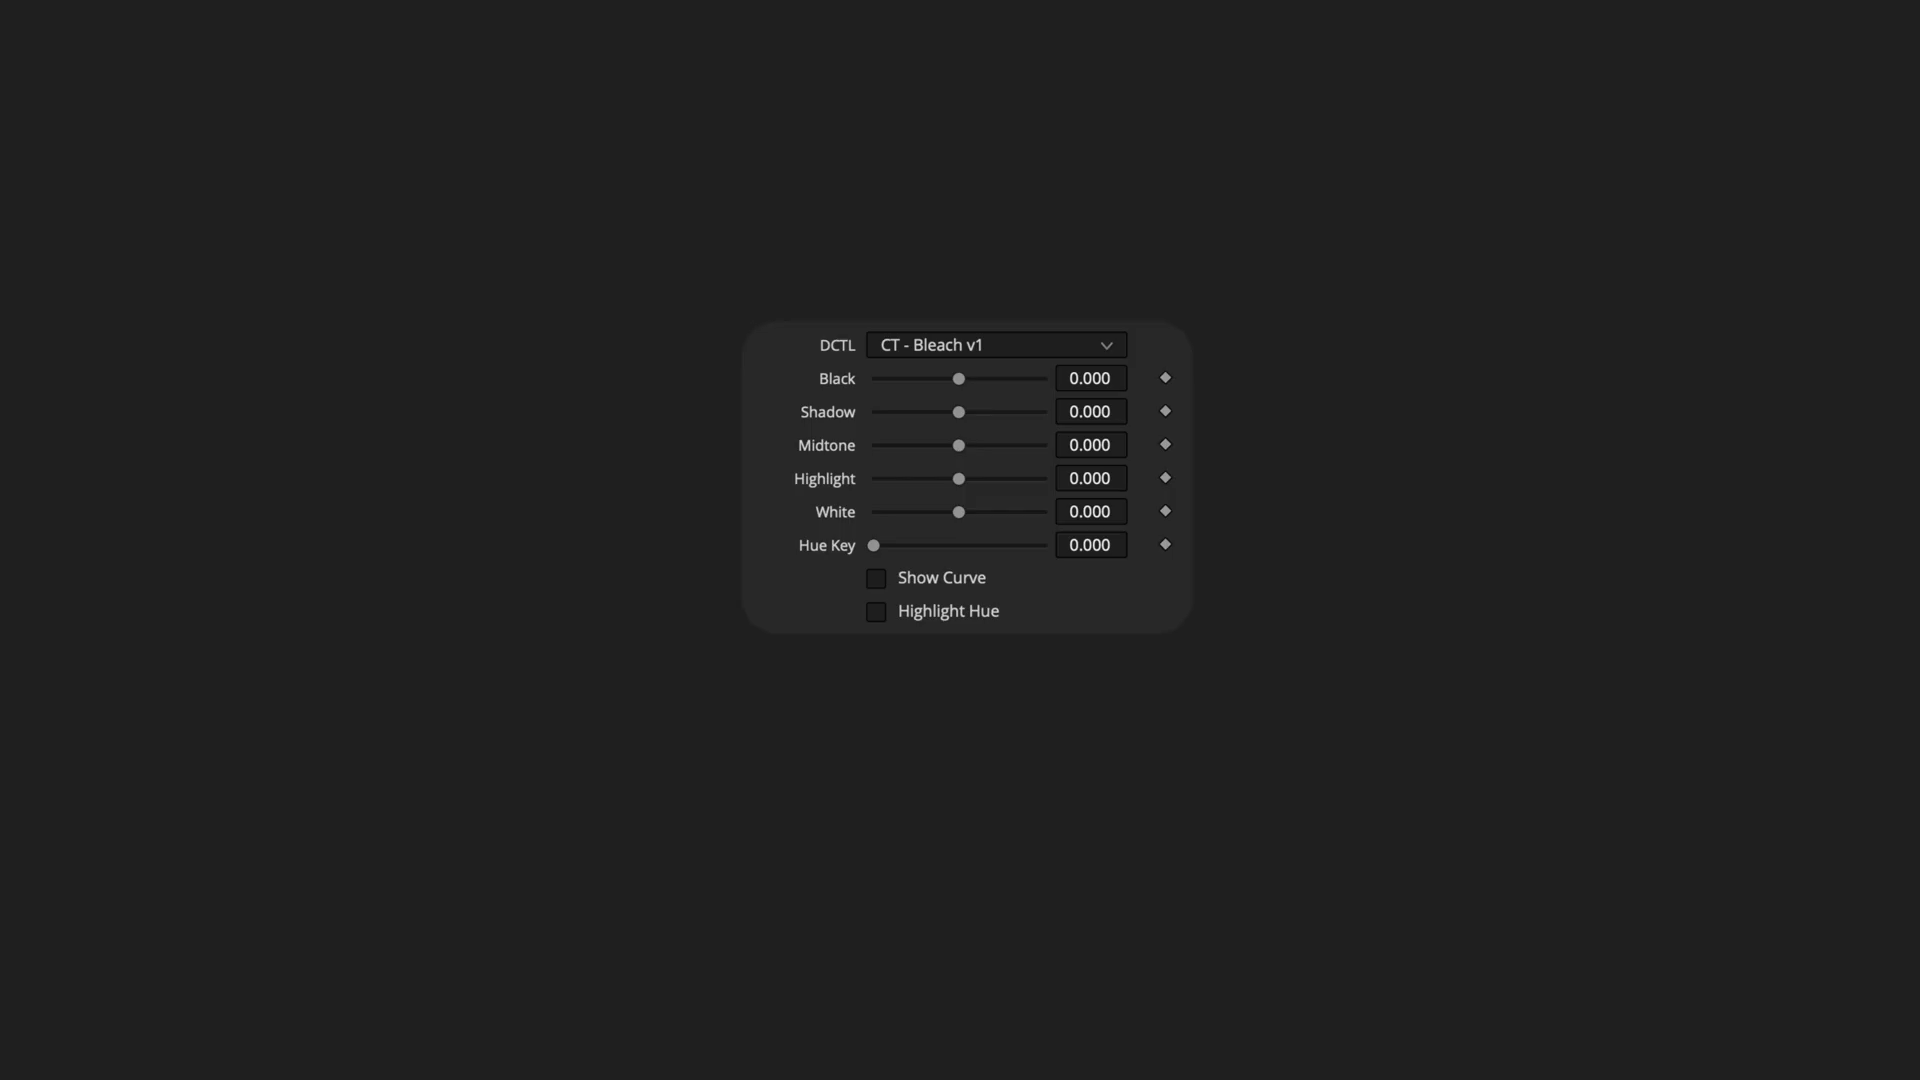 DCTL CT - Bleach v1
Black 0.000
Shadow 0.000
Midtone 0.000
Highlight 0.000
White 0.000
Hue Key 0.000
Show Curve
Highlight Hue